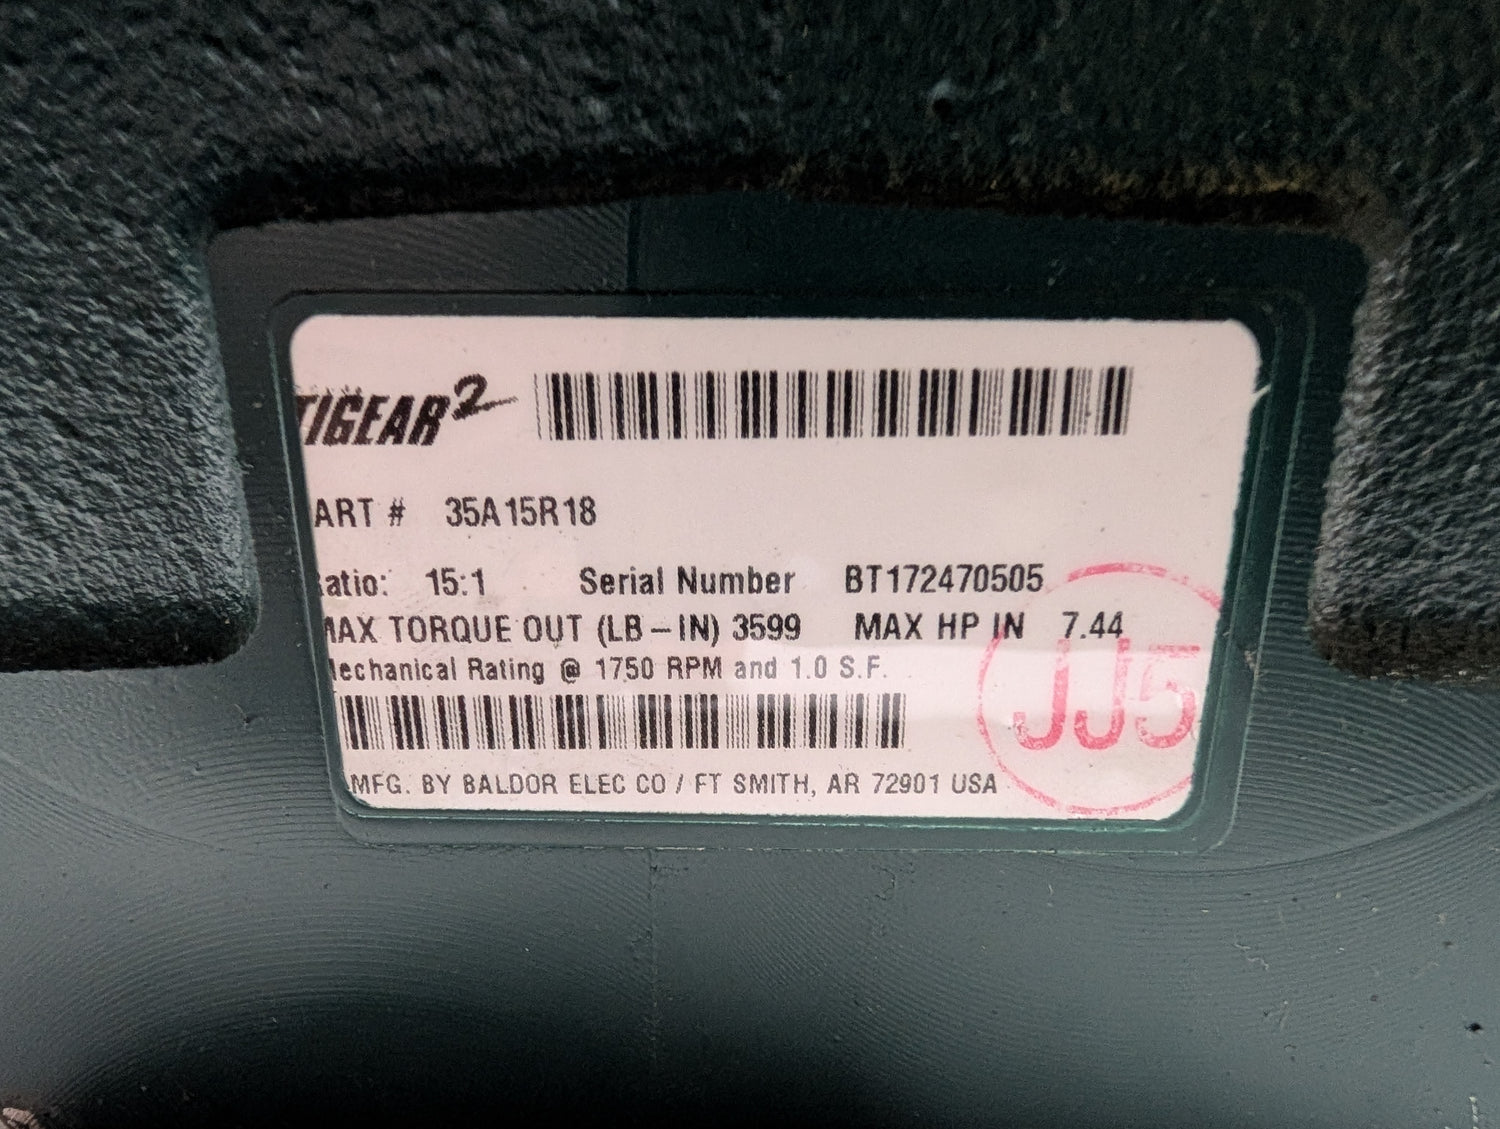 TIGEAR2
ART # 35A15R18
atio: 15:1 Serial Number BT172470505
MAX TORQUE OUT (LB-IN) 3599 MAX HP IN 7.44
Mechanical Rating @ 1750 RPM and 1.0 S.F.
JJ5
MFG. BY BALDOR ELEC CO / FT SMITH, AR 72901 USA